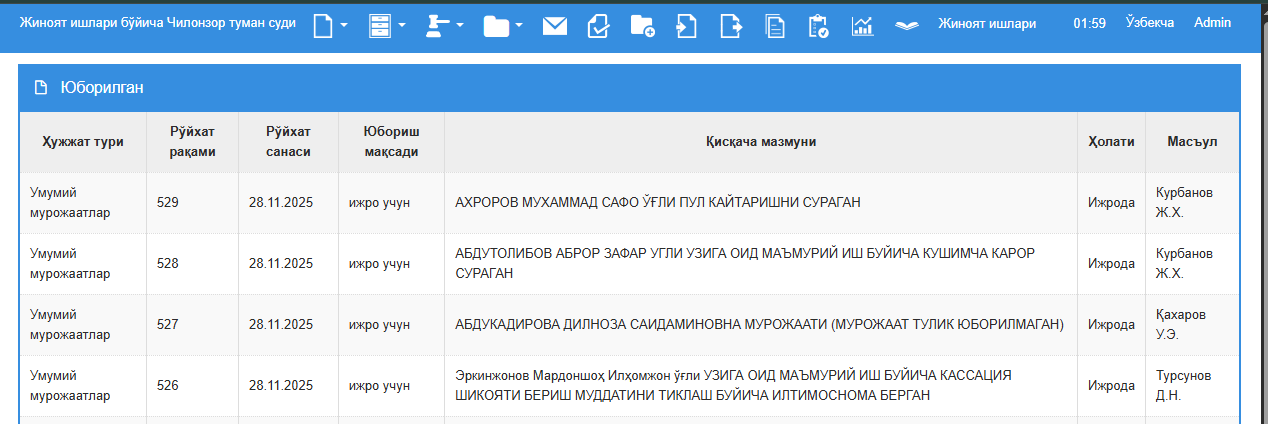 Жиноят ишлари бўйича Чилонзор туман суди
Жиноят ишлари
01:59
Ўзбекча
Admin
Юборилган
Ҳужжат тури
Рўйхат
рақами
Рўйхат
санаси
Юбориш
мақсади
Қисқача мазмуни
Ҳолати
Масъул
Умумий
мурожаатлар
529
28.11.2025
ижро учун
АХРОРОВ МУХАММАД САФО ЎҒЛИ ПУЛ КАЙТАРИШНИ СУРАГАН
Ижрода
Курбанов
Ж.Х.
Умумий
мурожаатлар
528
28.11.2025
ижро учун
АБДУТОЛИБОВ АБРОР ЗАФАР УГЛИ УЗИГА ОИД МАЪМУРИЙ ИШ БУЙИЧА КУШИМЧА КАРОР
СУРАГАН
Ижрода
Курбанов
Ж.Х.
Умумий
мурожаатлар
527
28.11.2025
ижро учун
АБДУКАДИРОВА ДИЛНОЗА САИДАМИНОВНА МУРОЖААТИ (МУРОЖААТ ТУЛИК ЮБОРИЛМАГАН)
Ижрода
Қахаров
У.Э.
Умумий
мурожаатлар
526
28.11.2025
ижро учун
Эркинжонов Мардоншоҳ Илҳомжон ўғли УЗИГА ОИД МАЪМУРИЙ ИШ БУЙИЧА КАССАЦИЯ
ШИКОЯТИ БЕРИШ МУДДАТИНИ ТИКЛАШ БУЙИЧА ИЛТИМОСНОМА БЕРГАН
Ижрода
Турсунов
Д.Н.